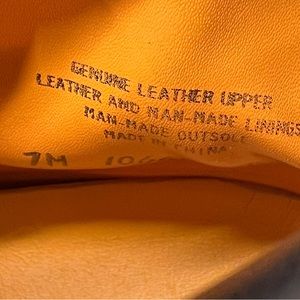 GENUINE LEATHER UPPER
LEATHER AND MAN-MADE LININGS
MAN-MADE OUTSOLE
MADE IN CHINA
7M